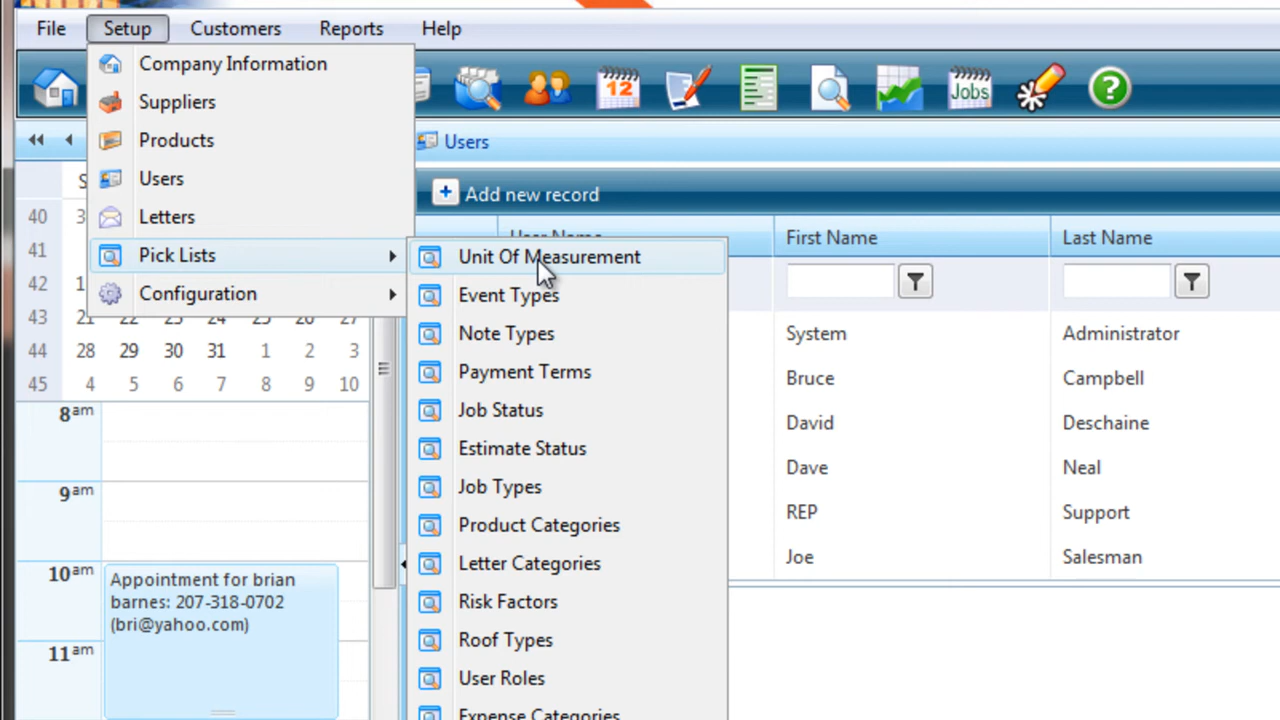 File Setup Customers Reports Help
Company Information
Suppliers
Products
Users
Letters
Pick Lists
Configuration
12
Jobs
?
Users
Add new record
User Name First Name Last Name
Unit Of Measurement
Event Types
Note Types
Payment Terms
Job Status
Estimate Status
Job Types
Product Categories
Letter Categories
Risk Factors
Roof Types
User Roles
Expense Categories
System Administrator
Bruce Campbell
David Deschaine
Dave Neal
REP Support
Joe Salesman
S
40 3
41
42 1
43 21 22 23 24 25 26 27
44 28 29 30 31 1 2 3
45 4 5 6 7 8 9 10
8am
9am
10am
Appointment for brian
barnes: 207-318-0702
(bri@yahoo.com)
11am